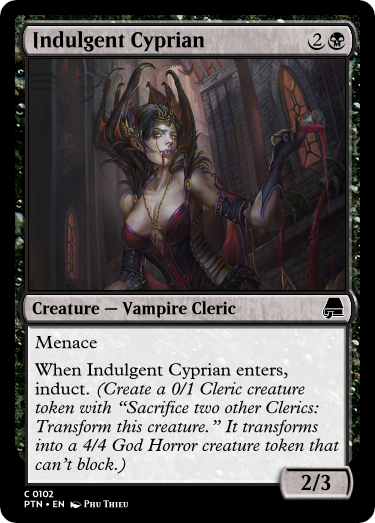 Indulgent Cyprian 2
Creature — Vampire Cleric
Menace
When Indulgent Cyprian enters,
induct. (Create a 0/1 Cleric creature
token with “Sacrifice two other Clerics:
Transform this creature.” It transforms
into a 4/4 God Horror creature token that
can’t block.)
2/3
C 0102
PTN • EN Phu Thieu